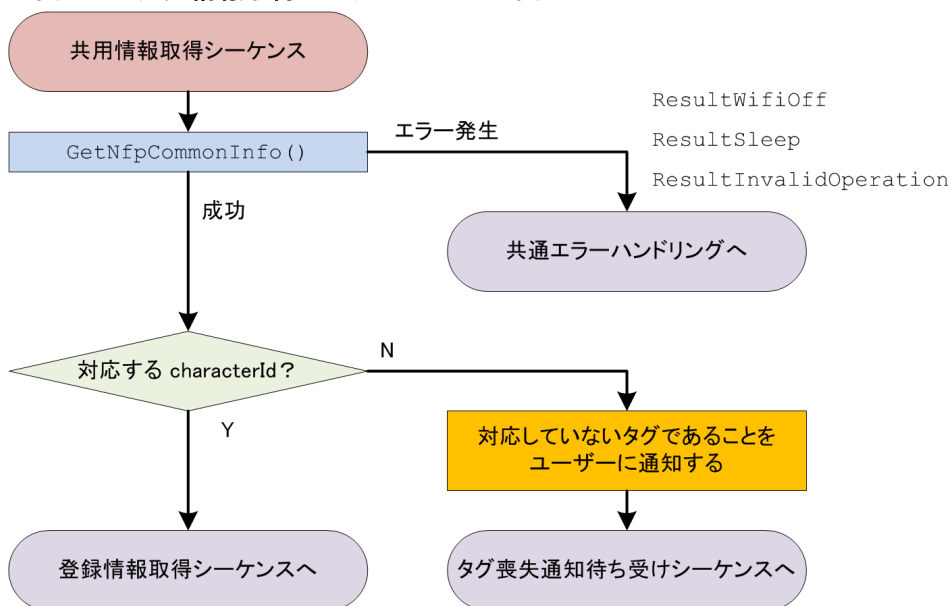 共用情報取得シーケンス
GetNfpCommonInfo()
エラー発生
ResultWifiOff
ResultSleep
ResultInvalidOperation
成功
共通エラーハンドリングへ
対応する characterId？
N
Y
対応していないタグであることを
ユーザーに通知する
登録情報取得シーケンスへ
タグ喪失通知待ち受けシーケンスへ